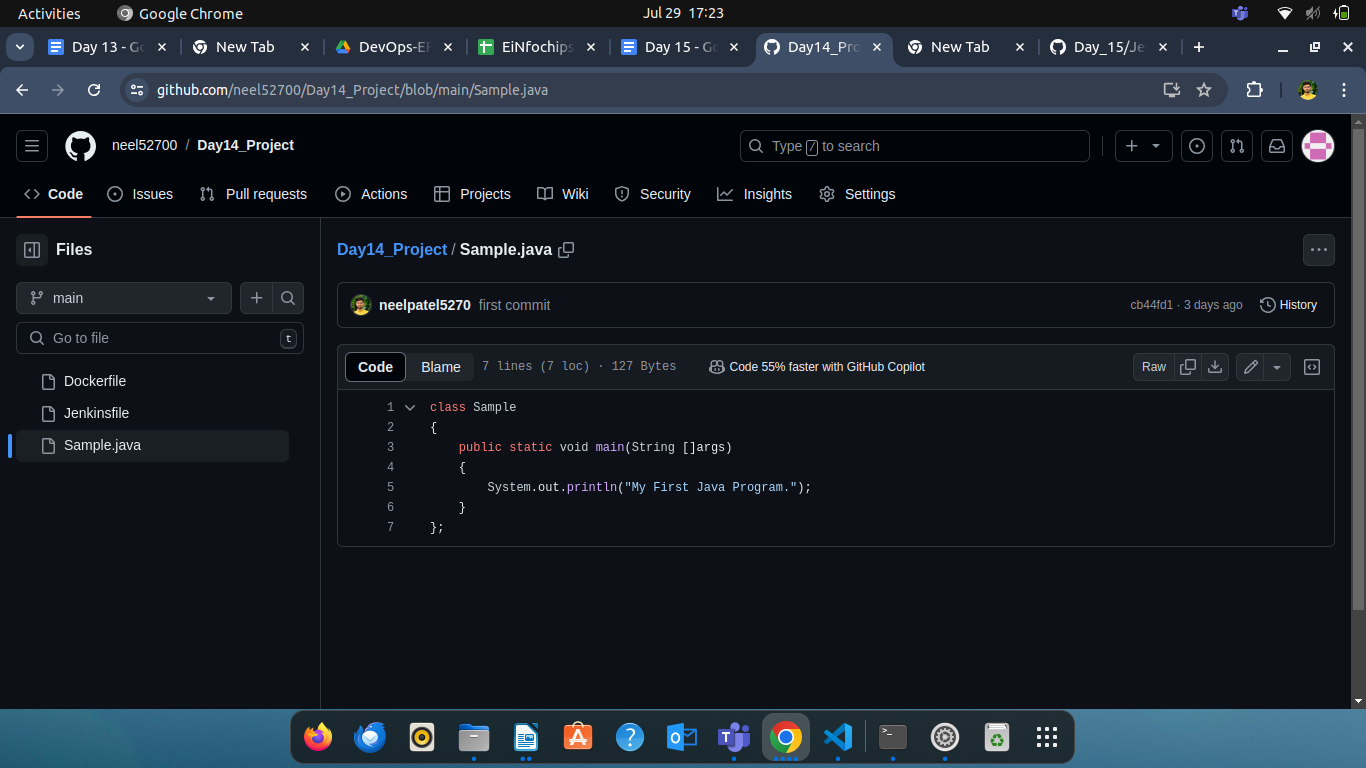 Activities
Google Chrome
Jul 29 17:23
Day 13 - Go
New Tab
DevOps-EI
EiNfochips
Day 15 - Go
Day14_Pro
New Tab
Day_15/Je
github.com/neel52700/Day14_Project/blob/main/Sample.java
neel52700 / Day14_Project
Type / to search
Code
Issues
Pull requests
Actions
Projects
Wiki
Security
Insights
Settings
Files
Day14_Project / Sample.java
main
neelpatel5270 first commit
cb44fd1 · 3 days ago
History
Go to file
t
Code
Blame
7 lines (7 loc) · 127 Bytes
Code 55% faster with GitHub Copilot
Raw
Dockerfile
Jenkinsfile
Sample.java
1 class Sample
2 {
3     public static void main(String []args)
4     {
5         System.out.println("My First Java Program.");
6     }
7 };